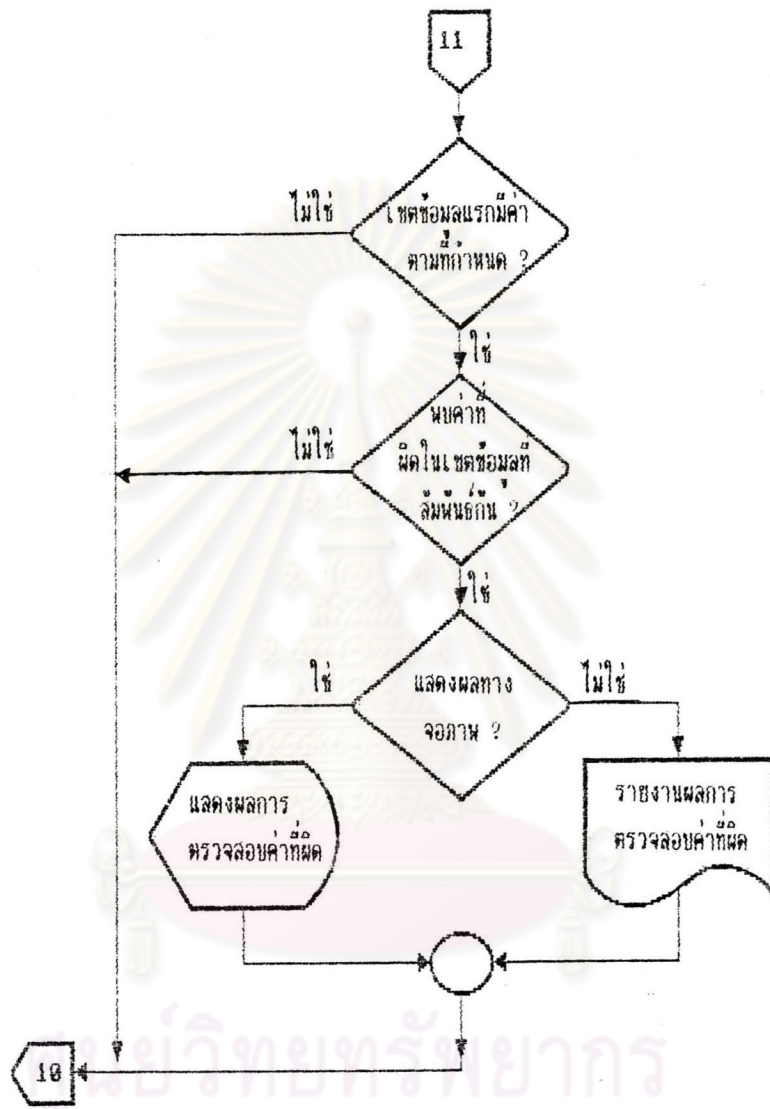 11
ไม่ใช่
เขตข้อมูลแรกมีค่า
ตามที่กำหนด ?
ใช่
พบค่าที่
ไม่ใช่
ผิดในเขตข้อมูลที่
สัมพันธ์กัน ?
ใช่
ใช่
แสดงผลทาง
ไม่ใช่
จอภาพ ?
แสดงผลการ
ตรวจสอบค่าที่ผิด
รายงานผลการ
ตรวจสอบค่าที่ผิด
10
ศูนย์วิทยทรัพยากร